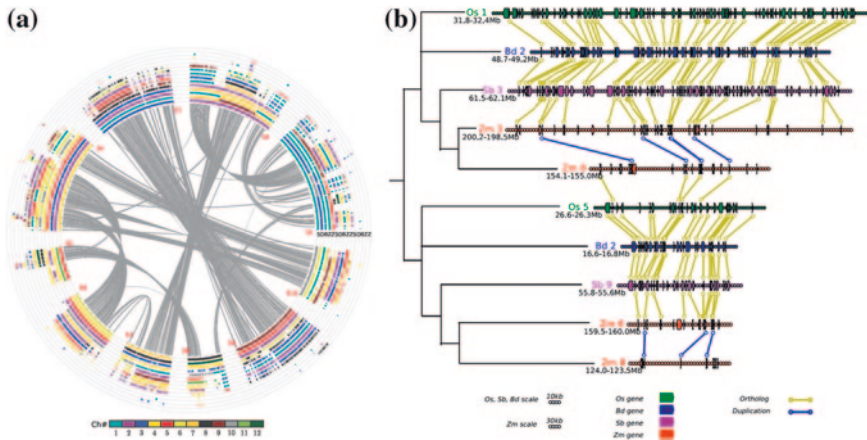 (a)
Ch#
1 2 3 4 5 6 7 8 9 10 11 12
(b)
Os 1
31.8-32.4Mb
Bd 2
48.7-49.2Mb
Sb 3
61.5-62.1Mb
Zm 3
200.2-198.5Mb
154.1-155.0Mb
Os 5
26.6-26.3Mb
Bd 2
16.6-16.8Mb
Sb 9
55.8-55.6Mb
159.5-160.0Mb
Zm 8
124.0-123.5Mb
Os, Sb, Bd scale
10kb
Zm scale
30kb
Os gene
Bd gene
Sb gene
Zm gene
Ortholog
Duplication